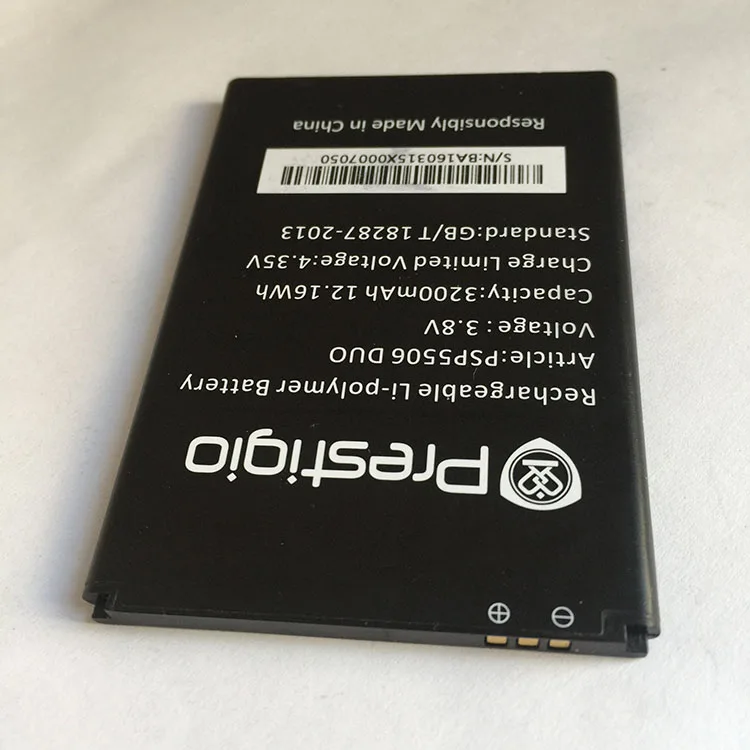 Prestigio
Rechargeable Li-polymer Battery
Article:PSP5506 DUO
Voltage : 3.8V
Capacity:3200mAh 12.16Wh
Charge Limited Voltage:4.35V
Standard:GB/T 18287-2013
S/N:BA160315X00007050
Responsibly Made in China